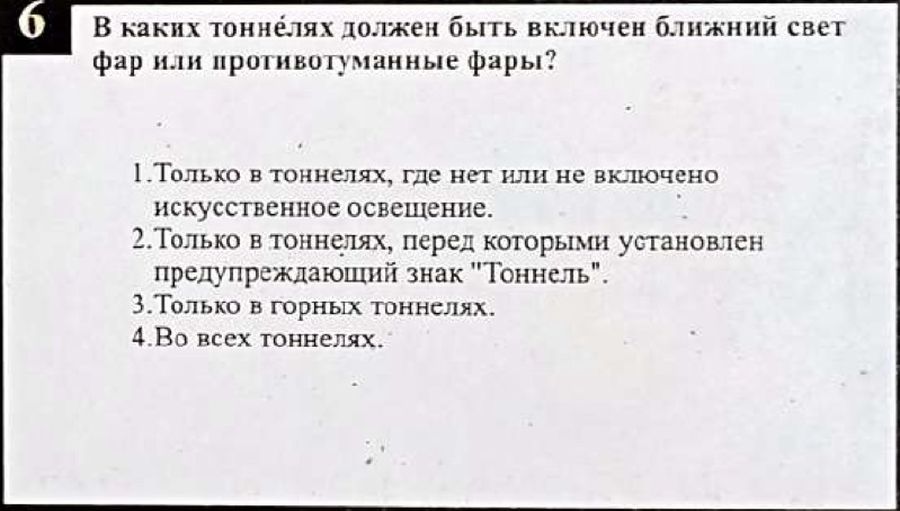 6
В каких тоннéлях должен быть включен ближний свет
фар или противотуманные фары?
1.Только в тоннелях, где нет или не включено
искусственное освещение.
2.Только в тоннелях, перед которыми установлен
предупреждающий знак "Тоннель".
3.Только в горных тоннелях.
4.Во всех тоннелях.